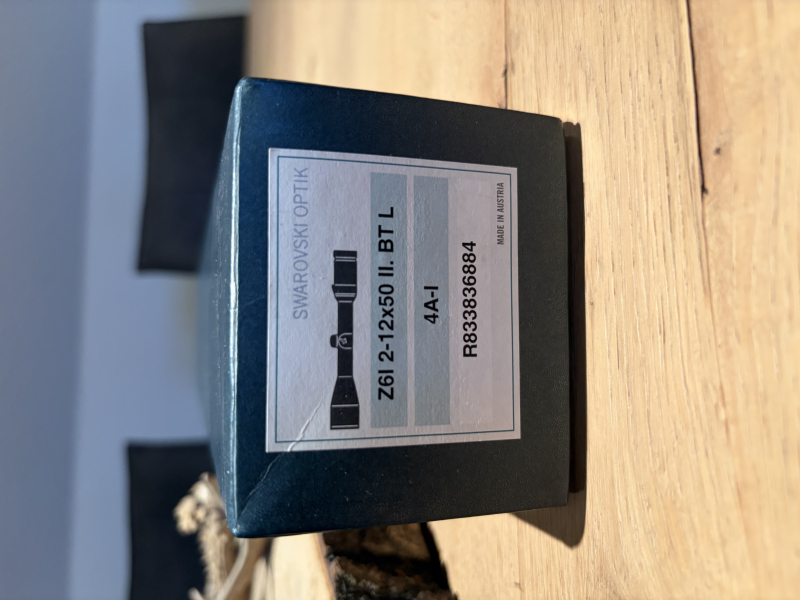 SWAROVSKI OPTIK
Z6I 2-12x50 II. BT L
4A-I
R833836884
MADE IN AUSTRIA